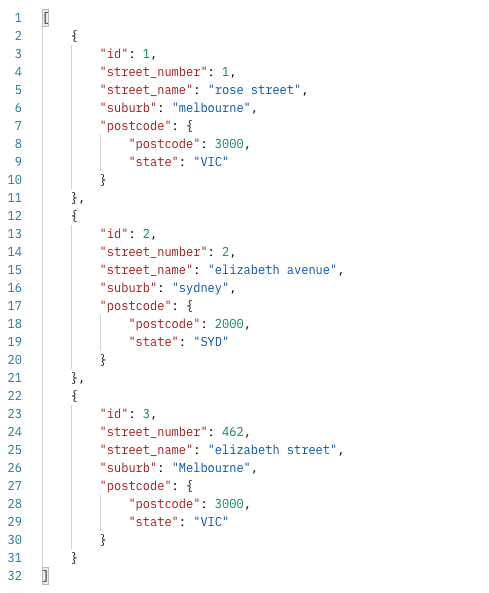 1 [
2 {
3 "id": 1,
4 "street_number": 1,
5 "street_name": "rose street",
6 "suburb": "melbourne",
7 "postcode": {
8 "postcode": 3000,
9 "state": "VIC"
10 }
11 },
12 {
13 "id": 2,
14 "street_number": 2,
15 "street_name": "elizabeth avenue",
16 "suburb": "sydney",
17 "postcode": {
18 "postcode": 2000,
19 "state": "SYD"
20 }
21 },
22 {
23 "id": 3,
24 "street_number": 462,
25 "street_name": "elizabeth street",
26 "suburb": "Melbourne",
27 "postcode": {
28 "postcode": 3000,
29 "state": "VIC"
30 }
31 }
32 ]